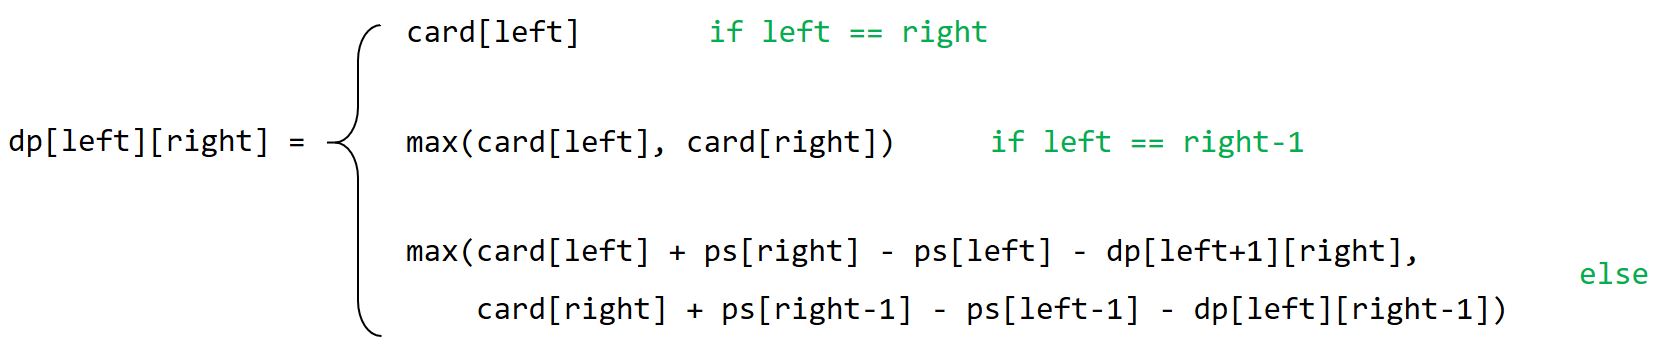 card[left] if left == right
dp[left][right] = max(card[left], card[right]) if left == right-1
max(card[left] + ps[right] - ps[left] - dp[left+1][right],
else
card[right] + ps[right-1] - ps[left-1] - dp[left][right-1])